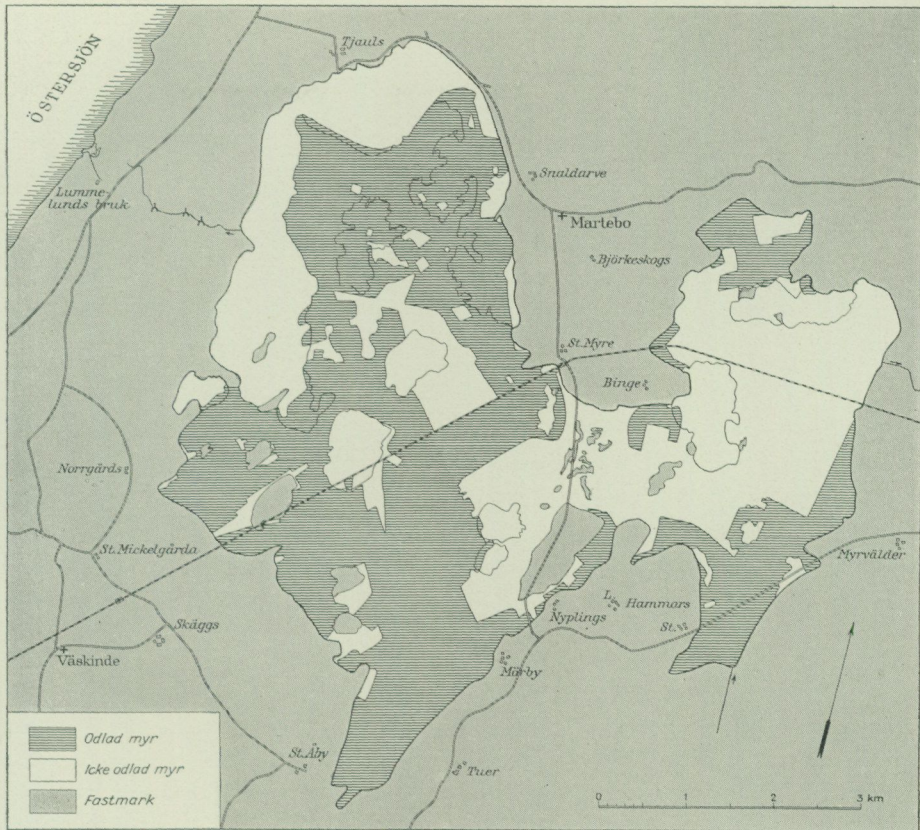 ÖSTERSJÖN
Tjauls
Lumme-
lunds bruk
Snaldarve
Martebo
Björkeskogs
St. Myre
Binge
Norrgårds
St. Mickelgårda
Skäggs
Väskinde
Myrvälder
L.
Hammars
St.
Nyplings
Mörby
St. Åby
Tuer
Odlad myr
Icke odlad myr
Fastmark
0 1 2 3 km